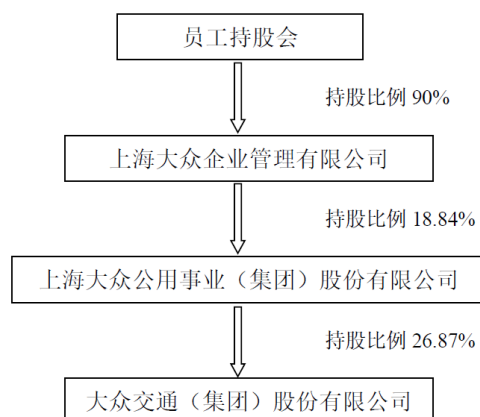 员工持股会
持股比例 90%
上海大众企业管理有限公司
持股比例 18.84%
上海大众公用事业（集团）股份有限公司
持股比例 26.87%
大众交通（集团）股份有限公司